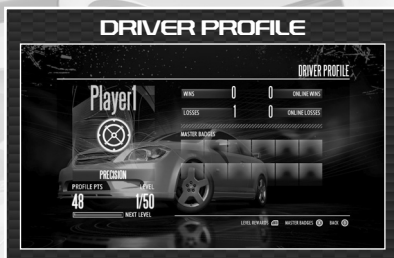 DRIVER PROFILE
DRIVER PROFILE
Player1
WINS 0 0 ONLINE WINS
LOSSES 1 0 ONLINE LOSSES
MASTER BADGES
PRECISION
PROFILE PTS LEVEL
48 1/50
NEXT LEVEL
LEVEL REWARDS MASTER BADGES BACK